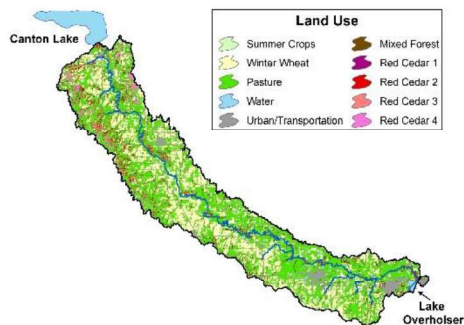 Canton Lake
Land Use
Summer Crops
Winter Wheat
Pasture
Water
Urban/Transportation
Mixed Forest
Red Cedar 1
Red Cedar 2
Red Cedar 3
Red Cedar 4
Lake
Overholser